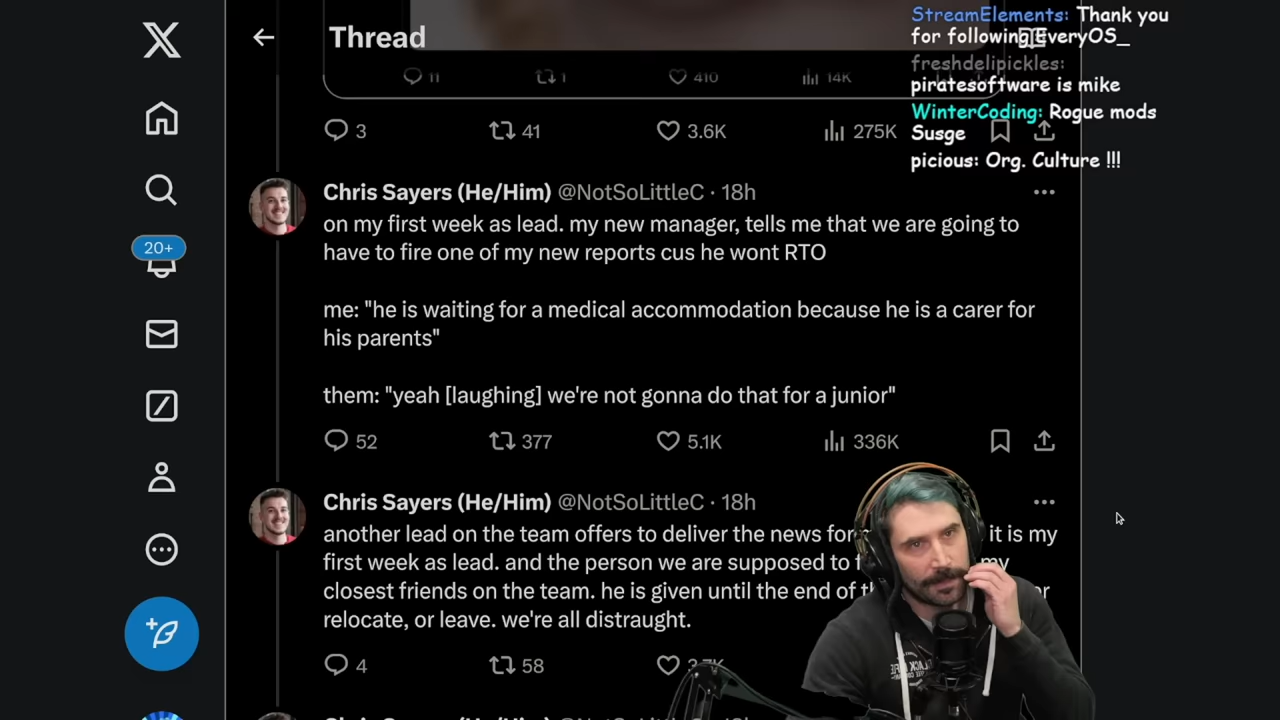 StreamElements: Thank you
for following EveryOS_
freshdelipickles:
piratesoftware is mike
WinterCoding: Rogue mods
Susge
picious: Org. Culture !!!
Thread
11 1 410 14K
3 41 3.6K 275K
20+
Chris Sayers (He/Him) @NotSoLittleC · 18h
on my first week as lead. my new manager, tells me that we are going to
have to fire one of my new reports cus he wont RTO
me: "he is waiting for a medical accommodation because he is a carer for
his parents"
them: "yeah [laughing] we're not gonna do that for a junior"
52 377 5.1K 336K
Chris Sayers (He/Him) @NotSoLittleC · 18h
another lead on the team offers to deliver the news for it is my
first week as lead. and the person we are supposed to my
closest friends on the team. he is given until the end of or
relocate, or leave. we're all distraught.
4 58